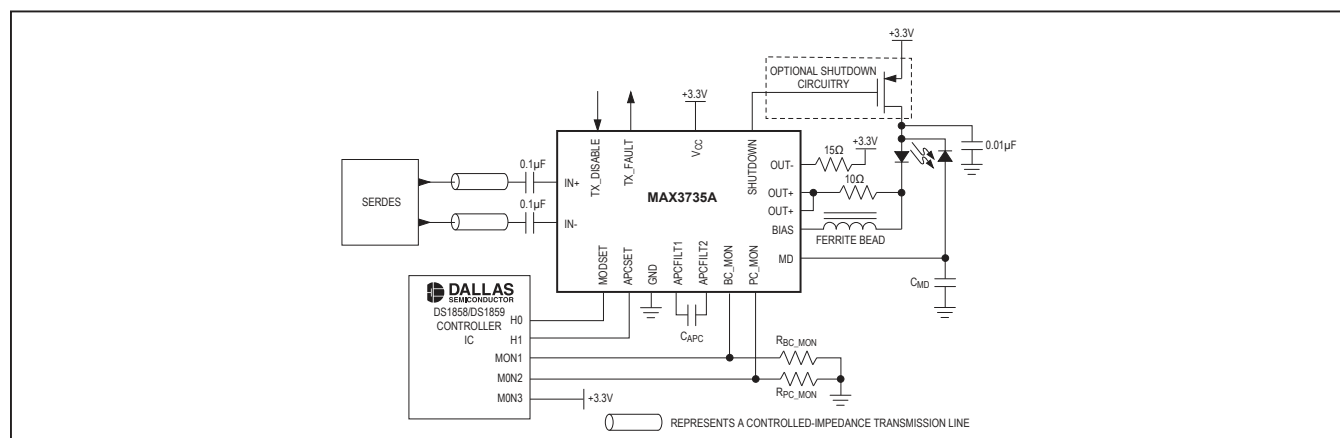 +3.3V
OPTIONAL SHUTDOWN
CIRCUITRY
+3.3V
0.01µF
TX_DISABLE
TX_FAULT
VCC
SHUTDOWN
15Ω
+3.3V
OUT-
10Ω
OUT+
OUT+
BIAS
FERRITE BEAD
MD
CMD
SERDES
0.1µF
0.1µF
IN+
IN-
MAX3735A
MODSET
APCSET
GND
APCFILT1
APCFILT2
BC_MON
PC_MON
CAPC
DALLAS
SEMICONDUCTOR
DS1858/DS1859
CONTROLLER
IC
H0
H1
MON1
M0N2
M0N3
+3.3V
RBC_MON
RPC_MON
REPRESENTS A CONTROLLED-IMPEDANCE TRANSMISSION LINE